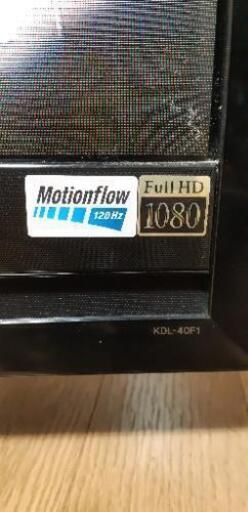 Motionflow
120Hz
Full HD
1080
KDL-40F1